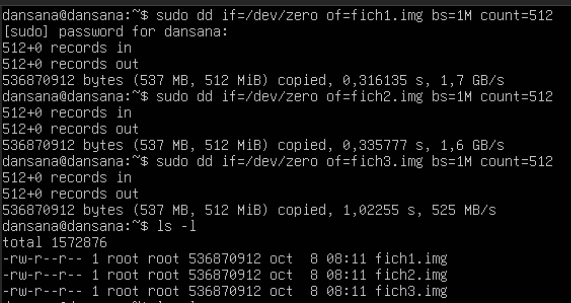 dansana@dansana:~$ sudo dd if=/dev/zero of=fich1.img bs=1M count=512
[sudo] password for dansana:
512+0 records in
512+0 records out
536870912 bytes (537 MB, 512 MiB) copied, 0,316135 s, 1,7 GB/s
dansana@dansana:~$ sudo dd if=/dev/zero of=fich2.img bs=1M count=512
512+0 records in
512+0 records out
536870912 bytes (537 MB, 512 MiB) copied, 0,335777 s, 1,6 GB/s
dansana@dansana:~$ sudo dd if=/dev/zero of=fich3.img bs=1M count=512
512+0 records in
512+0 records out
536870912 bytes (537 MB, 512 MiB) copied, 1,02255 s, 525 MB/s
dansana@dansana:~$ ls -l
total 1572876
-rw-r--r-- 1 root root 536870912 oct  8 08:11 fich1.img
-rw-r--r-- 1 root root 536870912 oct  8 08:11 fich2.img
-rw-r--r-- 1 root root 536870912 oct  8 08:11 fich3.img